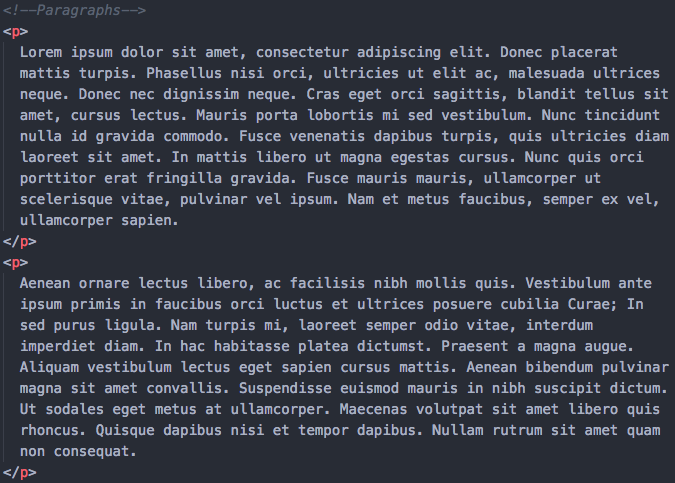 <!--Paragraphs-->
<p>
Lorem ipsum dolor sit amet, consectetur adipiscing elit. Donec placerat
mattis turpis. Phasellus nisi orci, ultricies ut elit ac, malesuada ultrices
neque. Donec nec dignissim neque. Cras eget orci sagittis, blandit tellus sit
amet, cursus lectus. Mauris porta lobortis mi sed vestibulum. Nunc tincidunt
nulla id gravida commodo. Fusce venenatis dapibus turpis, quis ultricies diam
laoreet sit amet. In mattis libero ut magna egestas cursus. Nunc quis orci
porttitor erat fringilla gravida. Fusce mauris mauris, ullamcorper ut
scelerisque vitae, pulvinar vel ipsum. Nam et metus faucibus, semper ex vel,
ullamcorper sapien.
</p>
<p>
Aenean ornare lectus libero, ac facilisis nibh mollis quis. Vestibulum ante
ipsum primis in faucibus orci luctus et ultrices posuere cubilia Curae; In
sed purus ligula. Nam turpis mi, laoreet semper odio vitae, interdum
imperdiet diam. In hac habitasse platea dictumst. Praesent a magna augue.
Aliquam vestibulum lectus eget sapien cursus mattis. Aenean bibendum pulvinar
magna sit amet convallis. Suspendisse euismod mauris in nibh suscipit dictum.
Ut sodales eget metus at ullamcorper. Maecenas volutpat sit amet libero quis
rhoncus. Quisque dapibus nisi et tempor dapibus. Nullam rutrum sit amet quam
non consequat.
</p>